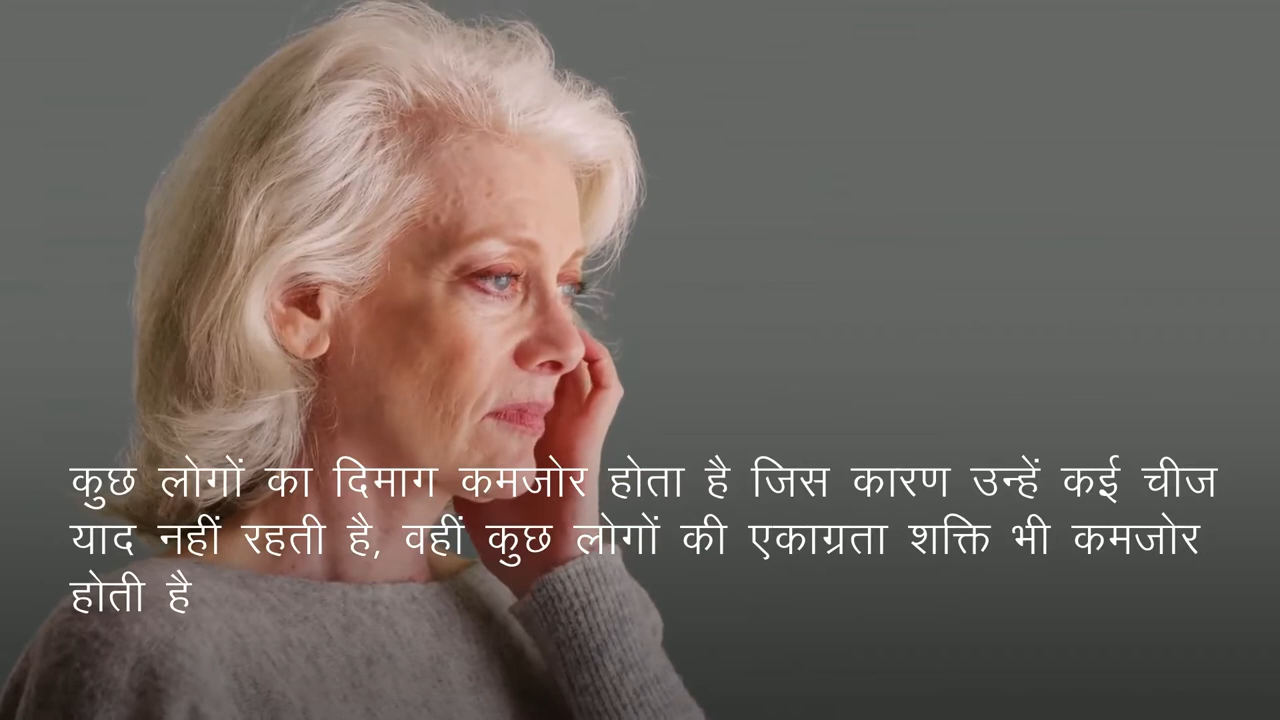 कुछ लोगों का दिमाग कमजोर होता है जिस कारण उन्हें कई चीज
याद नहीं रहती है, वहीं कुछ लोगों की एकाग्रता शक्ति भी कमजोर
होती है